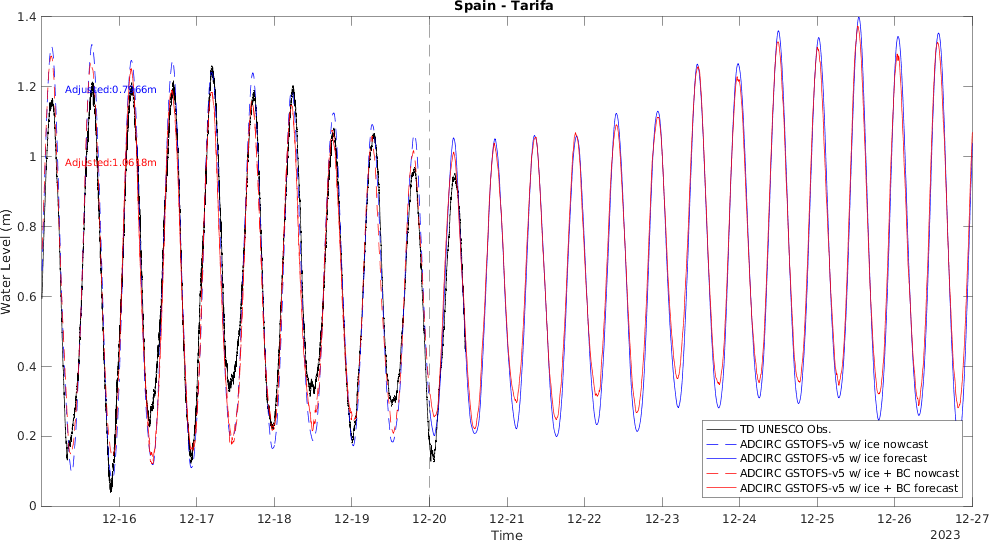 Spain - Tarifa
1.4
1.2
1
0.8
0.6
0.4
0.2
0
Water Level (m)
Adjusted:0.7966m
Adjusted:1.0618m
TD UNESCO Obs.
ADCIRC GSTOFS-v5 w/ ice nowcast
ADCIRC GSTOFS-v5 w/ ice forecast
ADCIRC GSTOFS-v5 w/ ice + BC nowcast
ADCIRC GSTOFS-v5 w/ ice + BC forecast
12-16 12-17 12-18 12-19 12-20 12-21 12-22 12-23 12-24 12-25 12-26 12-27
Time
2023